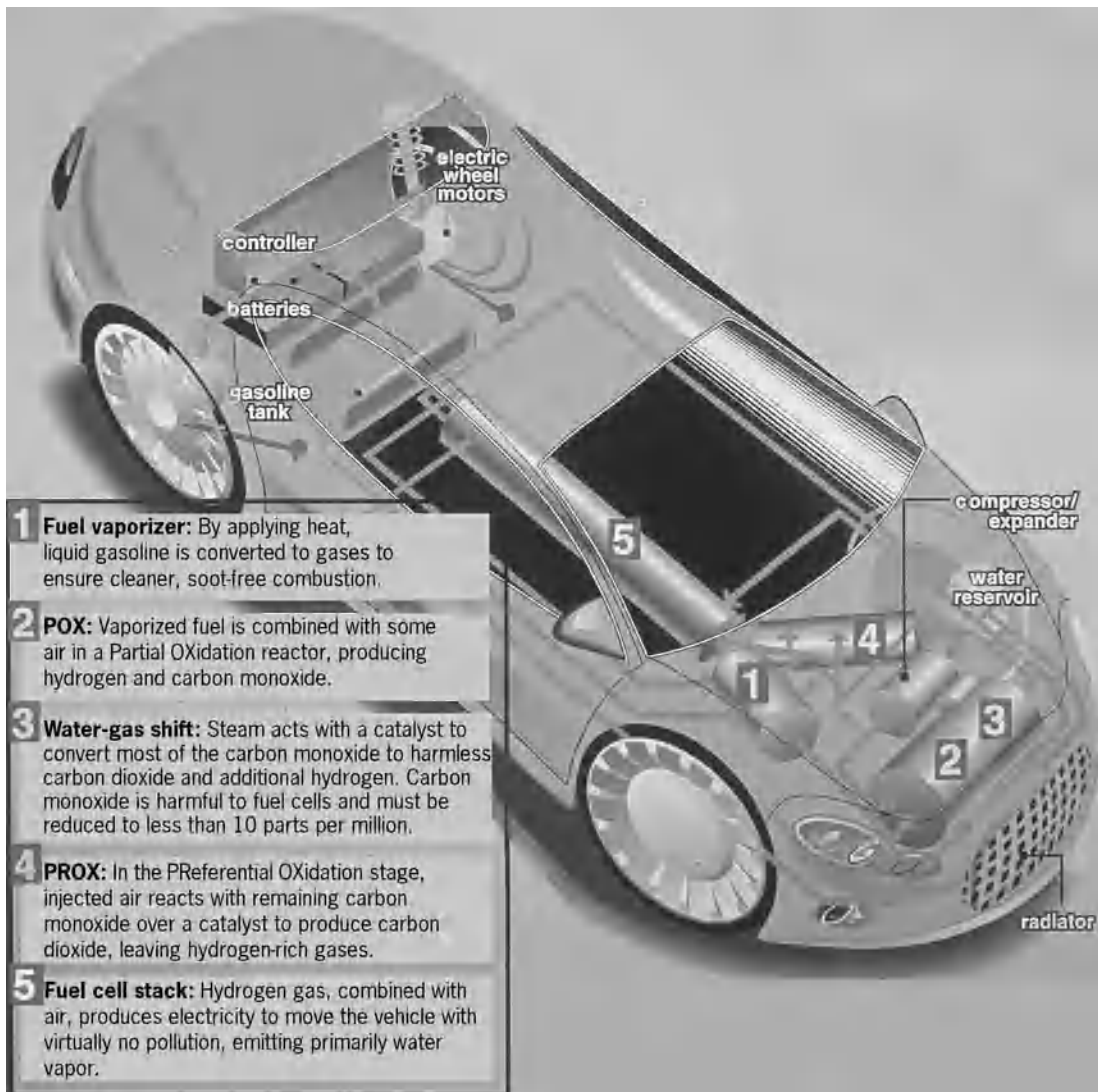 electric
wheel
motors
controller
batteries
gasoline
tank
compressor/
expander
water
reservoir
radiator
5
4
1
3
2
1 Fuel vaporizer: By applying heat,
liquid gasoline is converted to gases to
ensure cleaner, soot-free combustion.
2 POX: Vaporized fuel is combined with some
air in a Partial OXidation reactor, producing
hydrogen and carbon monoxide.
3 Water-gas shift: Steam acts with a catalyst to
convert most of the carbon monoxide to harmless
carbon dioxide and additional hydrogen. Carbon
monoxide is harmful to fuel cells and must be
reduced to less than 10 parts per million.
4 PROX: In the PReferential OXidation stage,
injected air reacts with remaining carbon
monoxide over a catalyst to produce carbon
dioxide, leaving hydrogen-rich gases.
5 Fuel cell stack: Hydrogen gas, combined with
air, produces electricity to move the vehicle with
virtually no pollution, emitting primarily water
vapor.